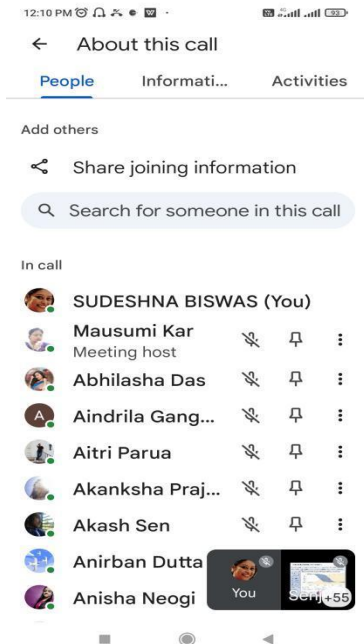 12:10 PM
92
About this call
People Informati... Activities
Add others
Share joining information
Search for someone in this call
In call
SUDESHNA BISWAS (You)
Mausumi Kar
Meeting host
Abhilasha Das
A Aindrila Gang...
Aitri Parua
Akanksha Praj...
Akash Sen
Anirban Dutta
Anisha Neogi
You
+55